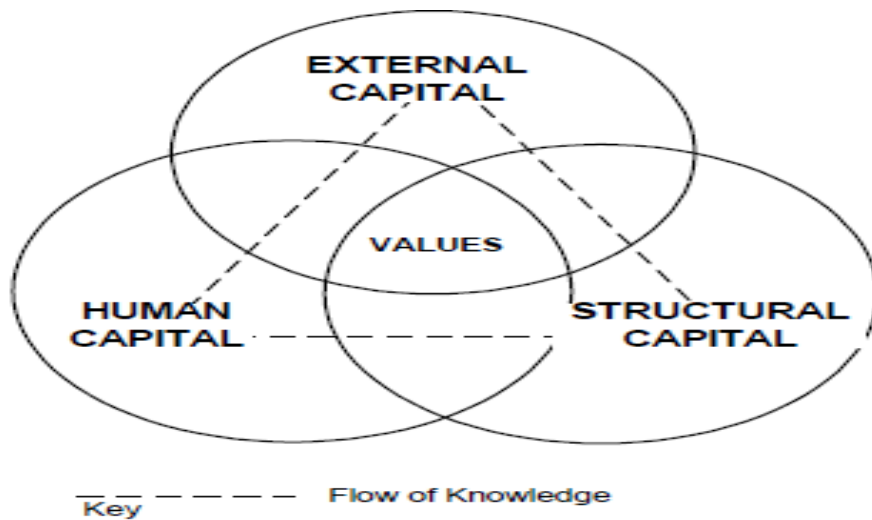 EXTERNAL
CAPITAL
VALUES
HUMAN
CAPITAL
STRUCTURAL
CAPITAL
Flow of Knowledge
Key